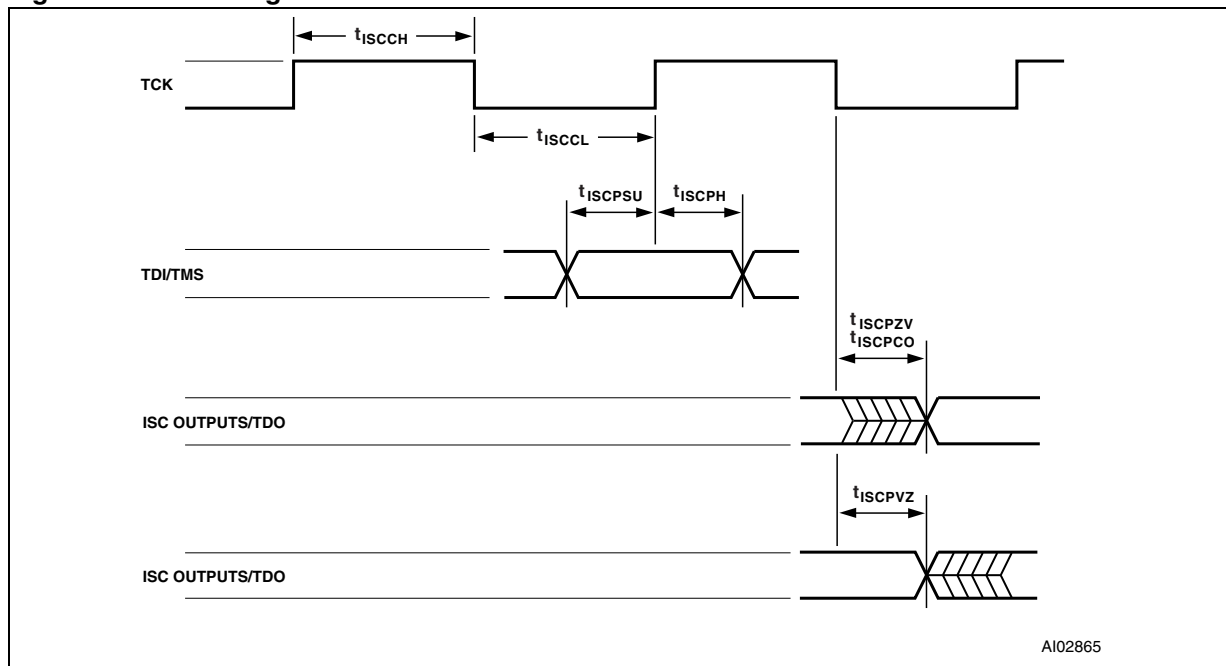 tISCCH
TCK
tISCCL
tISCPSU
tISCPH
TDI/TMS
tISCPZV
tISCPCO
ISC OUTPUTS/TDO
tISCPVZ
ISC OUTPUTS/TDO
AI02865